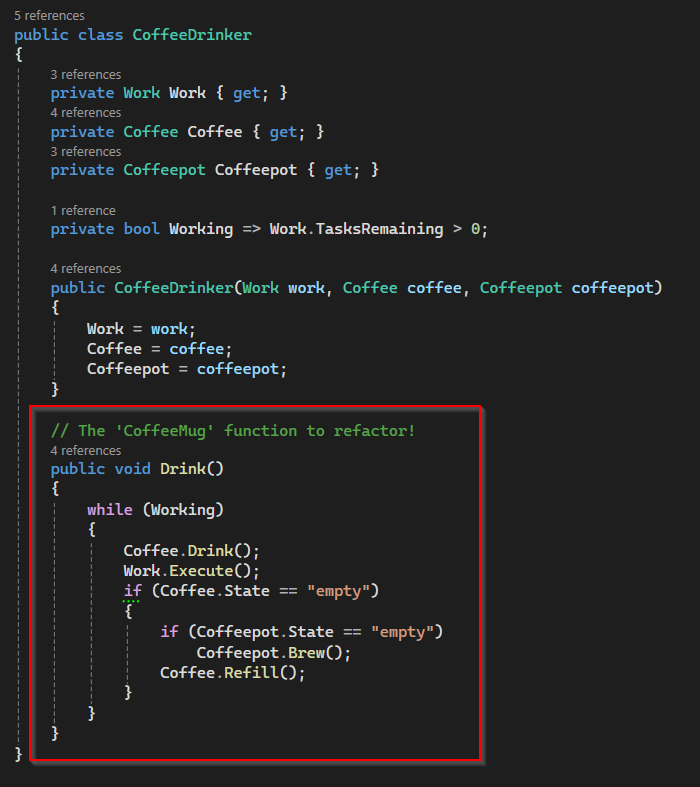 5 references
public class CoffeeDrinker
{
3 references
private Work Work { get; }
4 references
private Coffee Coffee { get; }
3 references
private Coffeepot Coffeepot { get; }
1 reference
private bool Working => Work.TasksRemaining > 0;
4 references
public CoffeeDrinker(Work work, Coffee coffee, Coffeepot coffeepot)
{
Work = work;
Coffee = coffee;
Coffeepot = coffeepot;
}
// The 'CoffeeMug' function to refactor!
4 references
public void Drink()
{
while (Working)
{
Coffee.Drink();
Work.Execute();
if (Coffee.State == "empty")
{
if (Coffeepot.State == "empty")
Coffeepot.Brew();
Coffee.Refill();
}
}
}
}